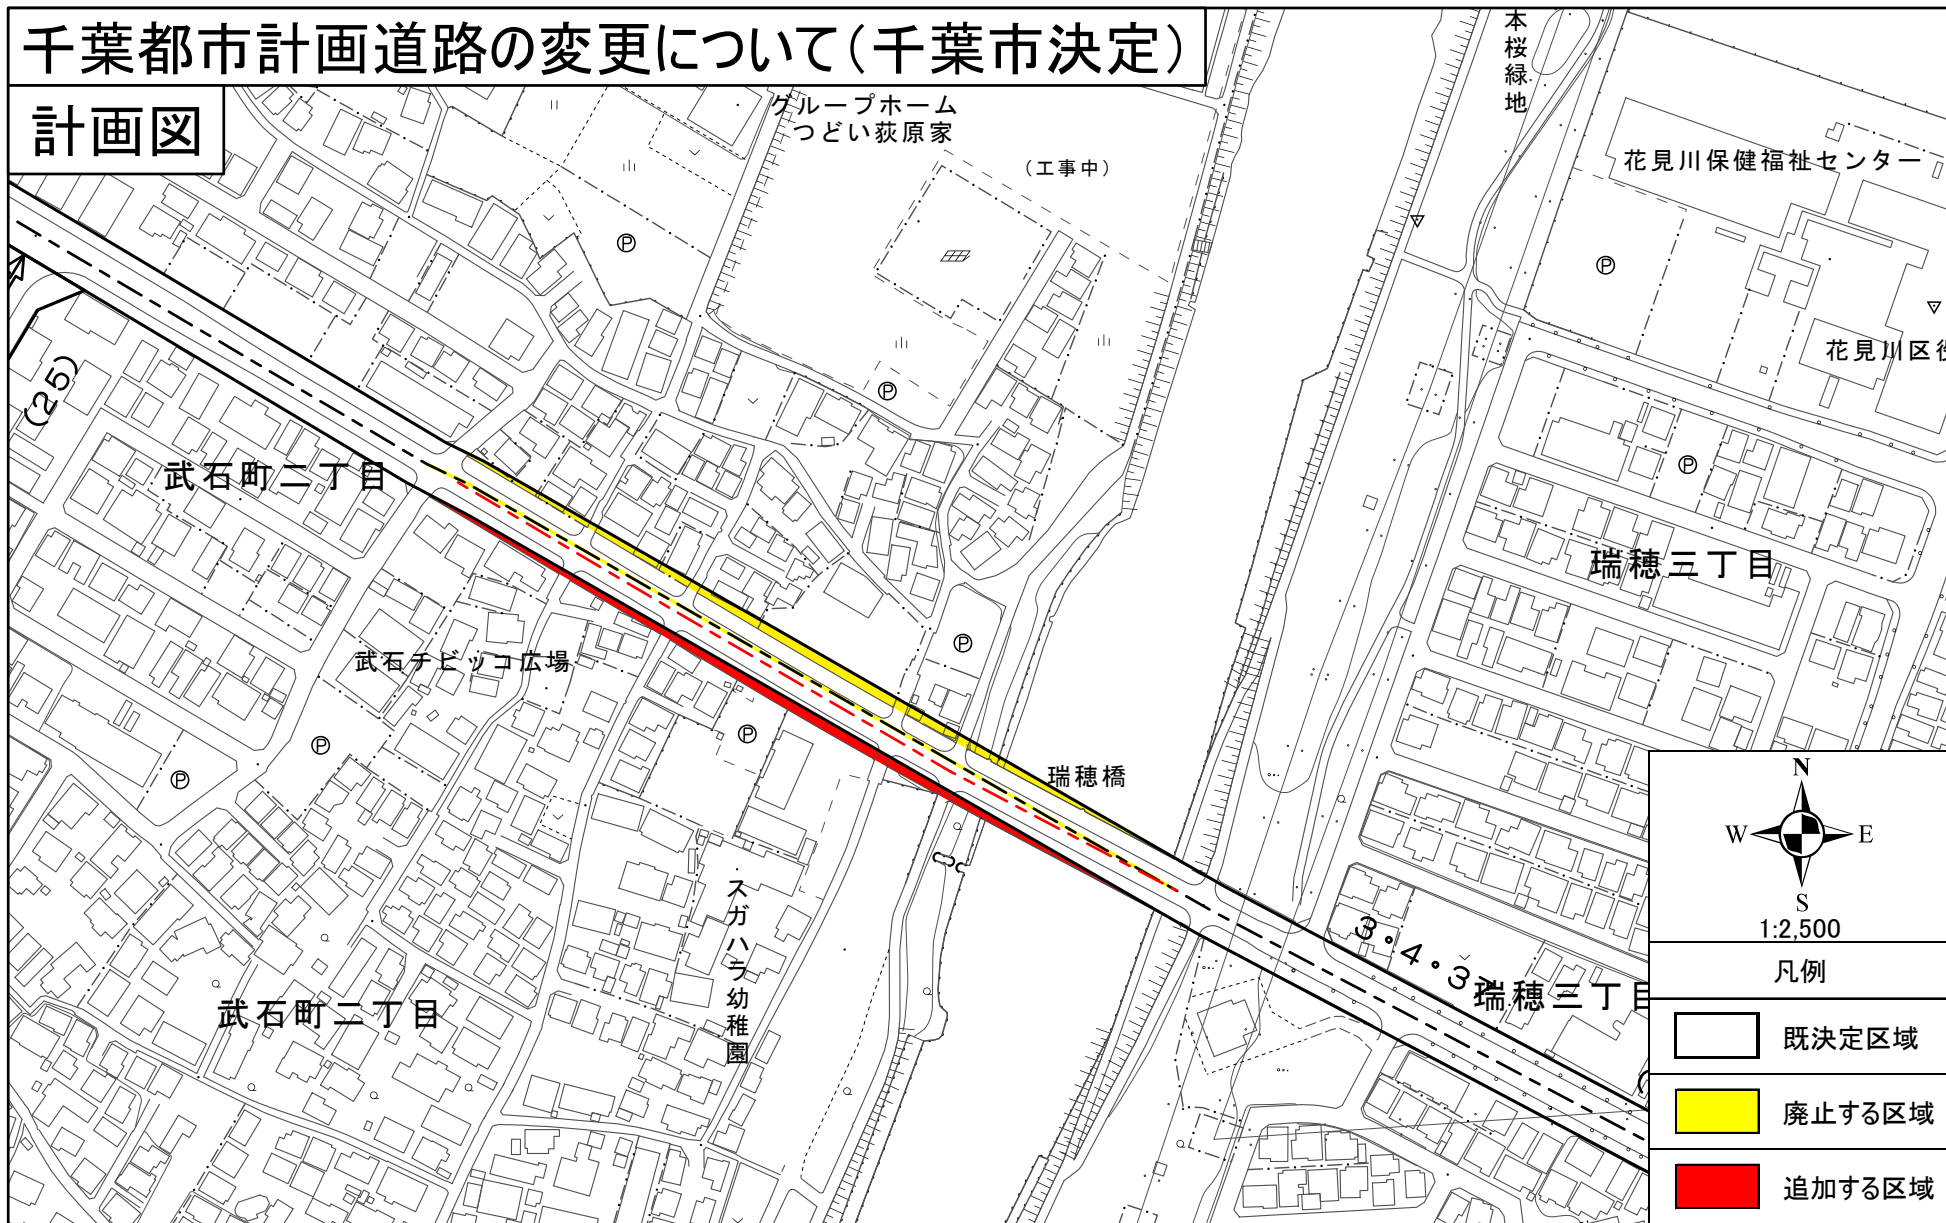 千葉都市計画道路の変更について(千葉市決定)
計画図
本桜緑地
グループホーム
つどい荻原家
(工事中)
花見川保健福祉センター
花見川区役
(25)
武石町二丁目
瑞穂三丁目
武石チビッコ広場
瑞穂橋
スガハラ幼稚園
3・4・3
瑞穂三丁目
武石町二丁目
N
W
E
S
1:2,500
凡例
既決定区域
廃止する区域
追加する区域